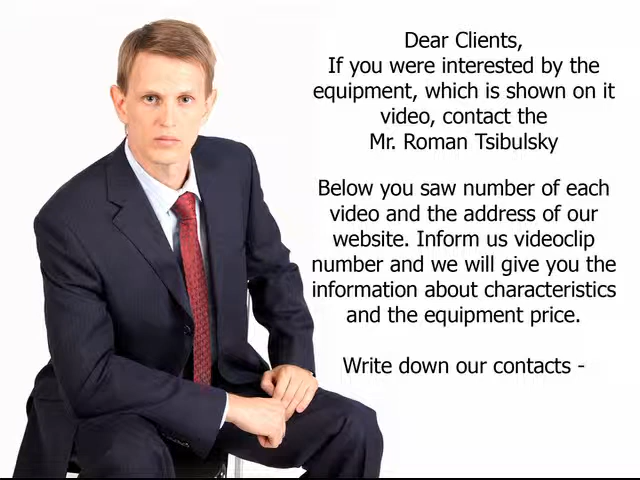 Dear Clients,
If you were interested by the
equipment, which is shown on it
video, contact the
Mr. Roman Tsibulsky
Below you saw number of each
video and the address of our
website. Inform us videoclip
number and we will give you the
information about characteristics
and the equipment price.
Write down our contacts -